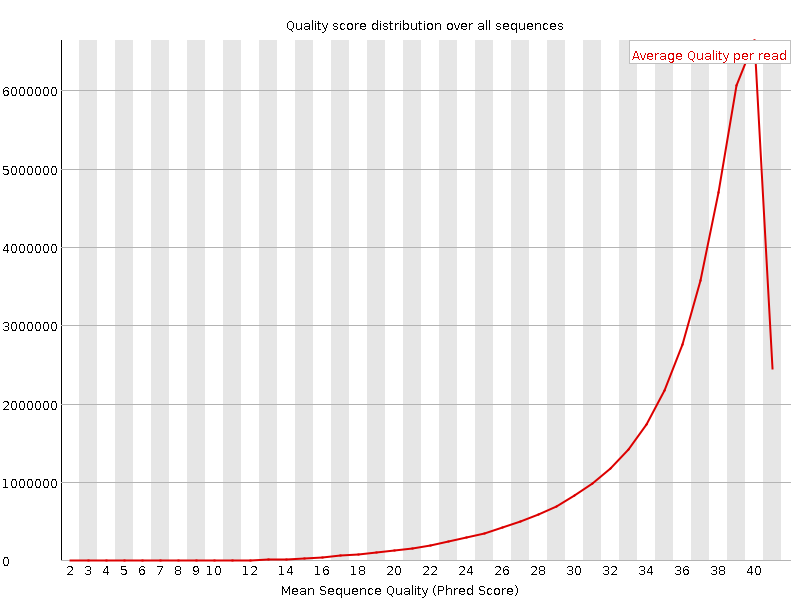 Quality score distribution over all sequences
Average Quality per read
6000000
5000000
4000000
3000000
2000000
1000000
0
2 3 4 5 6 7 8 9 10 12 14 16 18 20 22 24 26 28 30 32 34 36 38 40
Mean Sequence Quality (Phred Score)